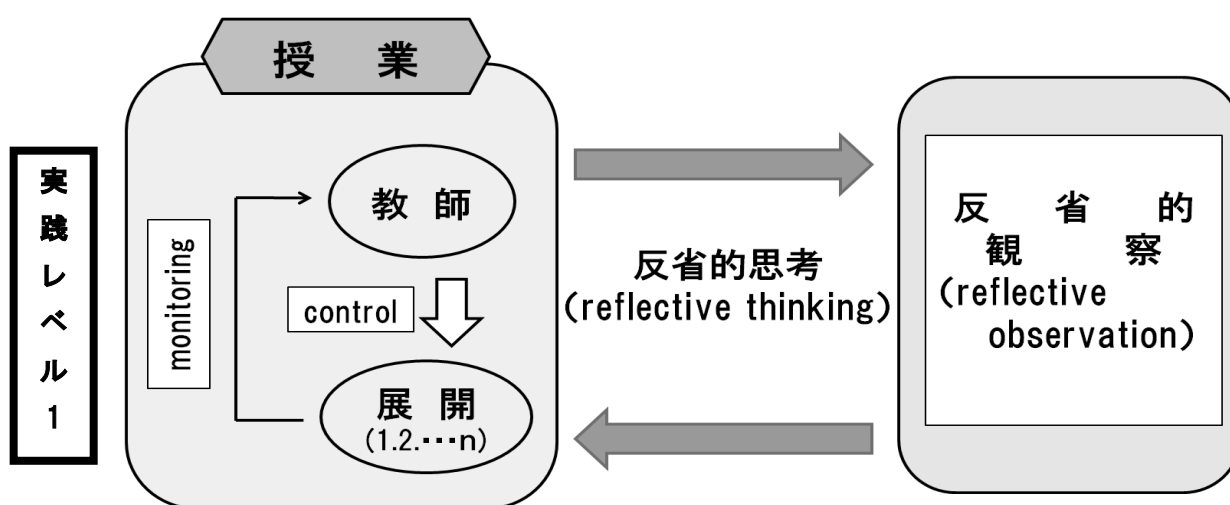 授　業
実践レベル1
monitoring
教 師
control
展 開
(1.2.･･･n)
反省的思考
(reflective thinking)
反　省　的
観　　察
(reflective
observation)